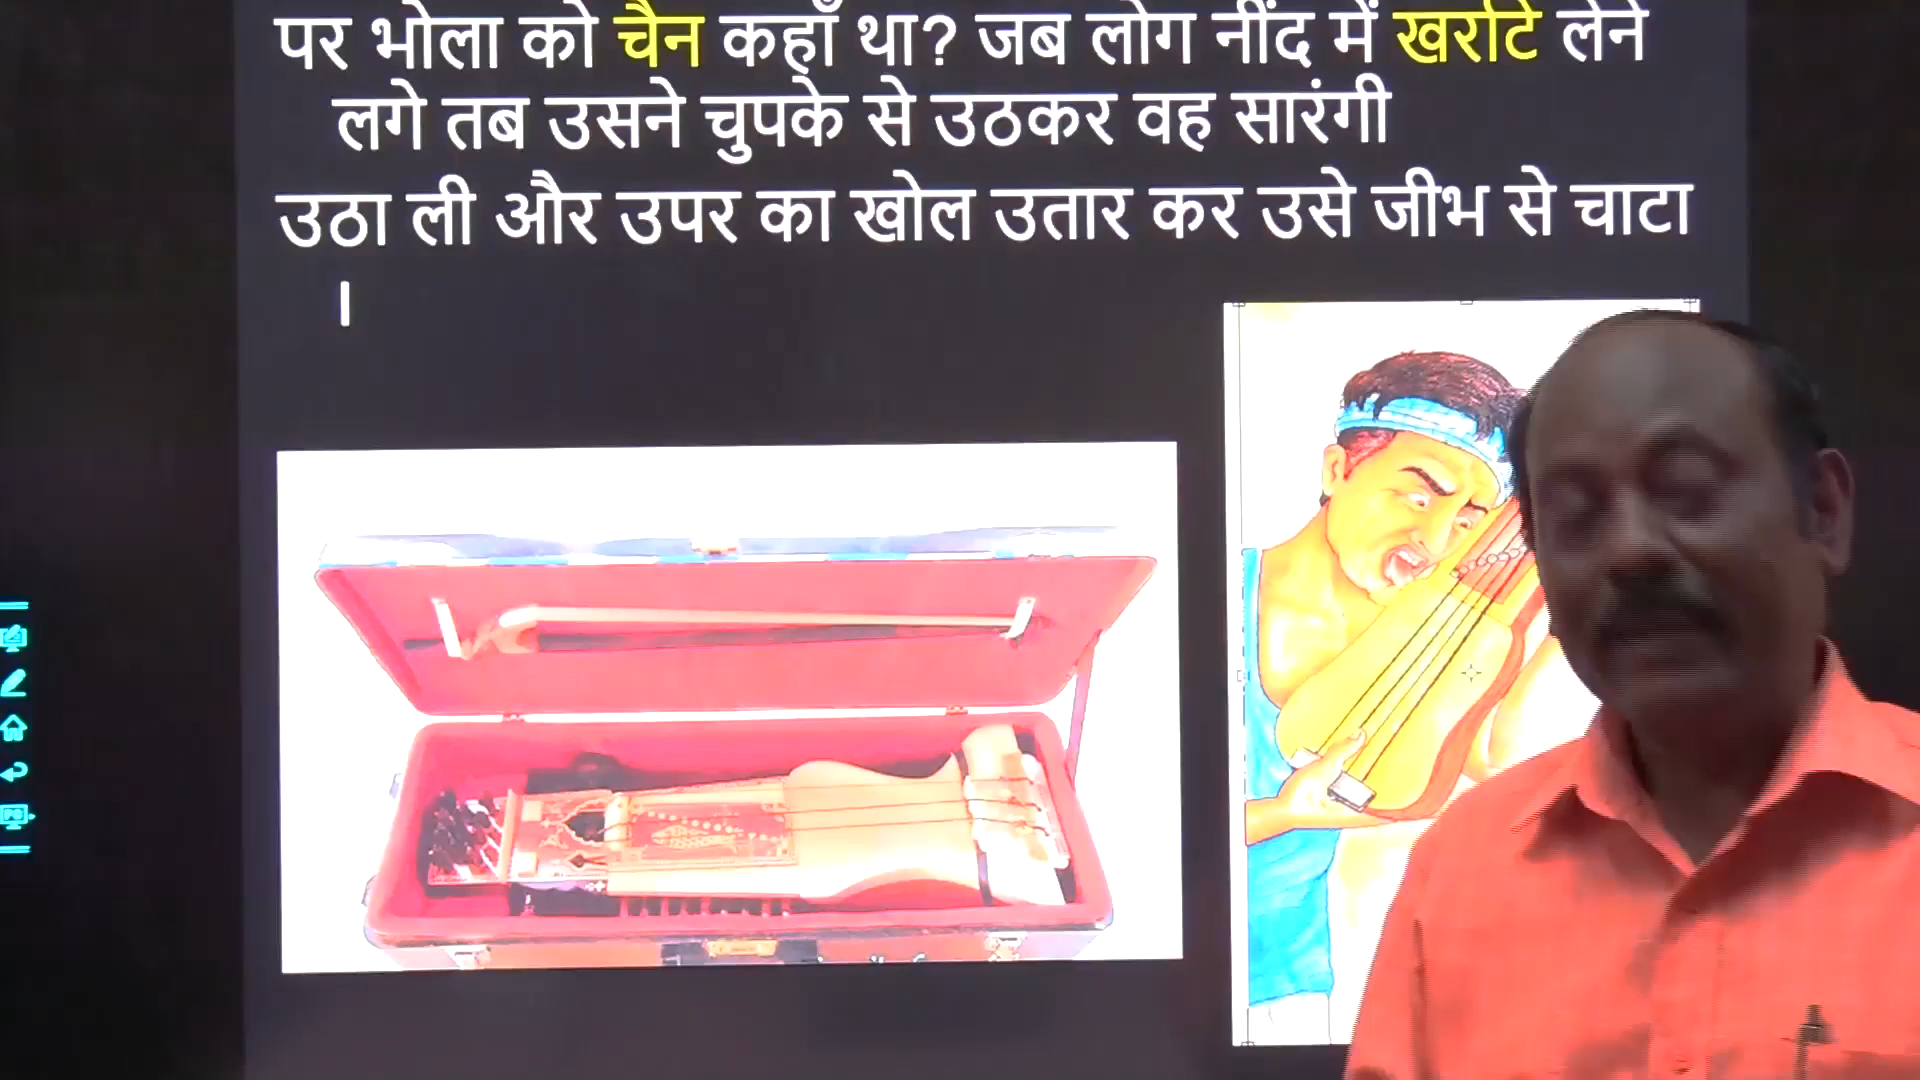 पर भोला को चैन कहाँ था? जब लोग नींद में खर्राटे लेने
लगे तब उसने चुपके से उठकर वह सारंगी
उठा ली और उपर का खोल उतार कर उसे जीभ से चाटा
।